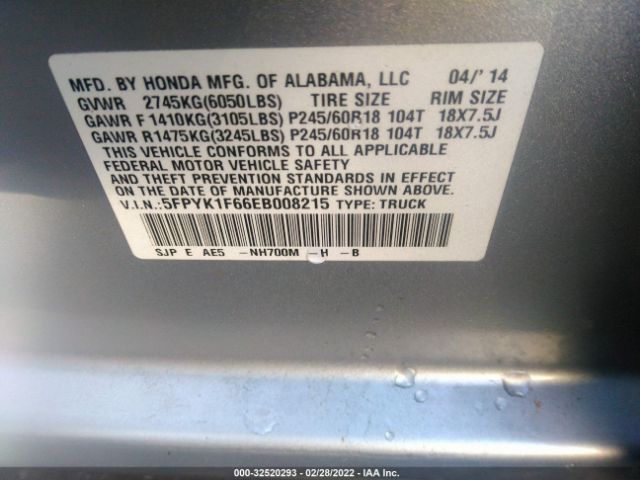 MFD. BY HONDA MFG. OF ALABAMA, LLC 04/'14
GVWR 2745KG(6050LBS) TIRE SIZE RIM SIZE
GAWR F 1410KG(3105LBS) P245/60R18 104T 18X7.5J
GAWR R1475KG(3245LBS) P245/60R18 104T 18X7.5J
THIS VEHICLE CONFORMS TO ALL APPLICABLE
FEDERAL MOTOR VEHICLE SAFETY
AND THEFT PREVENTION STANDARDS IN EFFECT
ON THE DATE OF MANUFACTURE SHOWN ABOVE.
V.I.N.:5FPYK1F66EB008215 TYPE: TRUCK
SJP E AE5 -NH700M -H -B
000-32520293 - 02/28/2022 - IAA Inc.